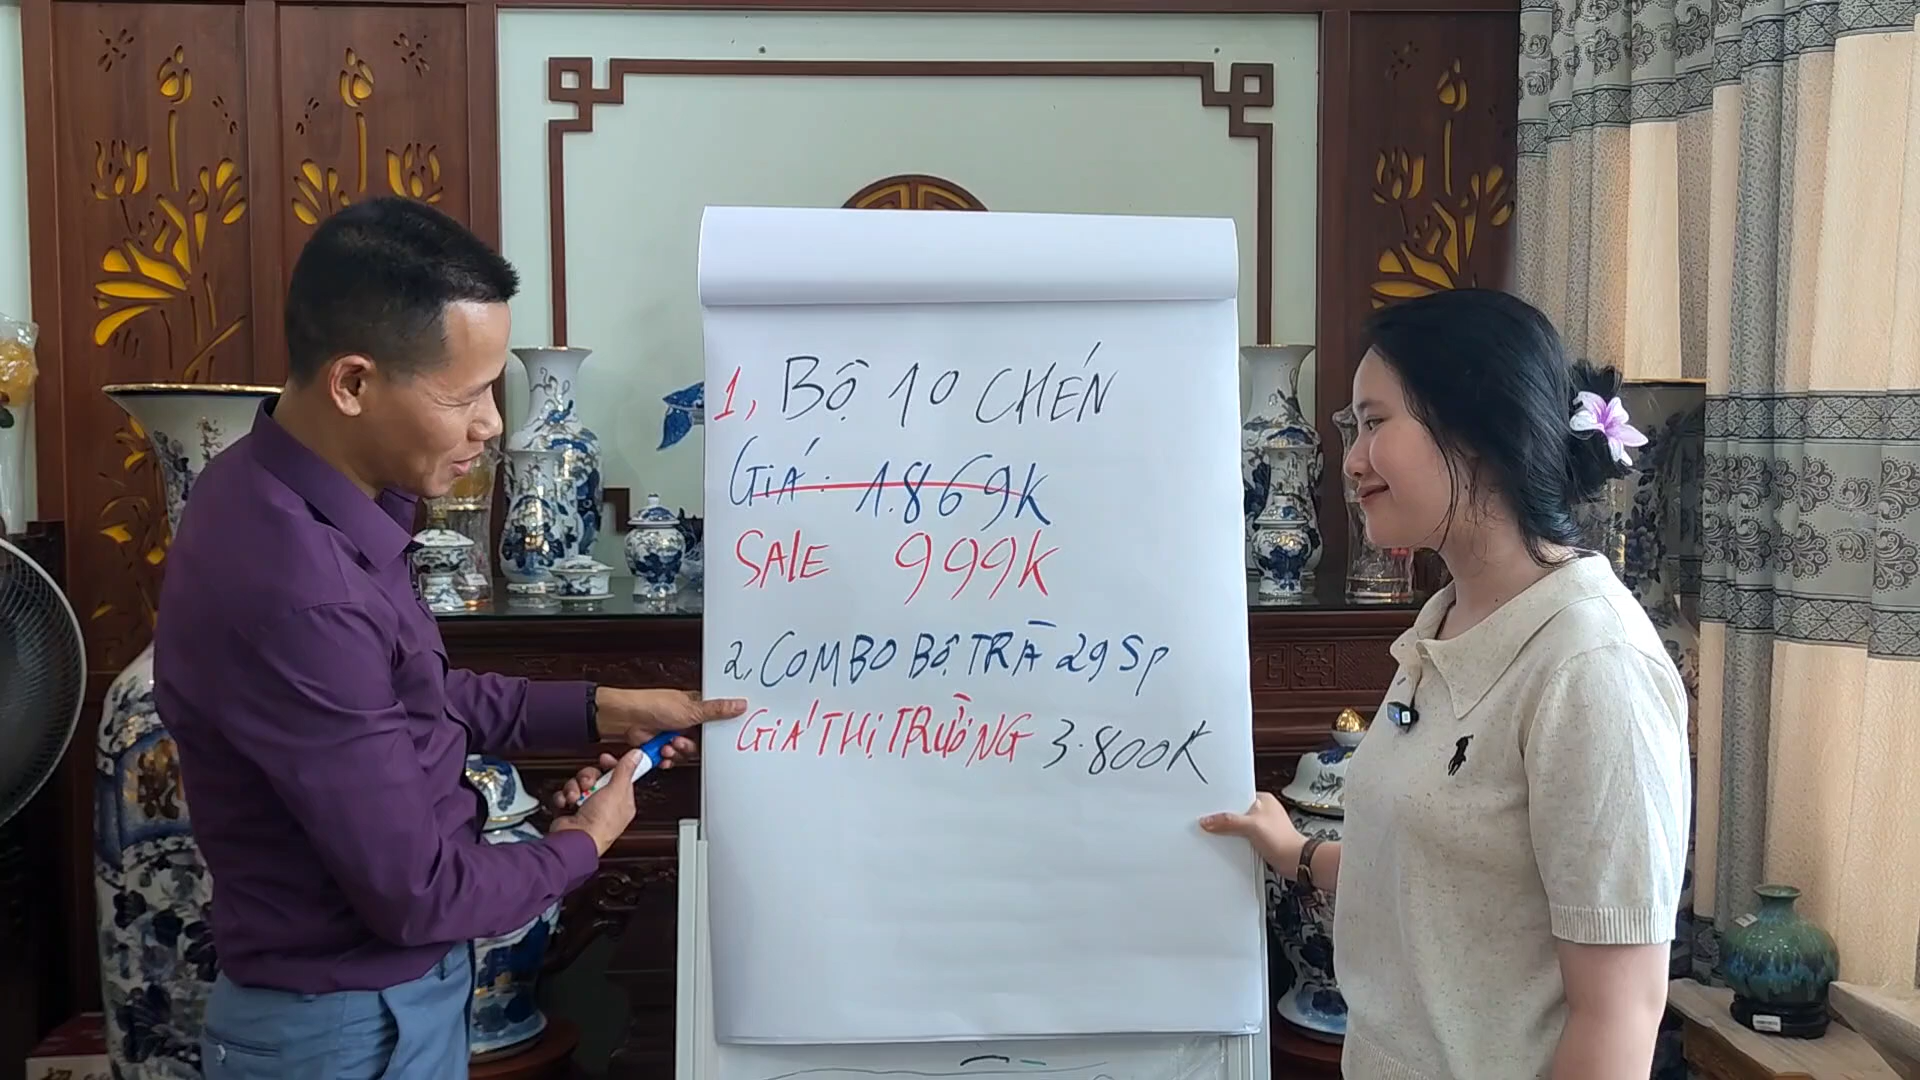 1, BỘ 10 CHÉN
GIÁ: 1.869K
SALE 999K
2, COMBO BỘ TRÀ 29 SP
GIÁ THỊ TRƯỜNG 3.800K